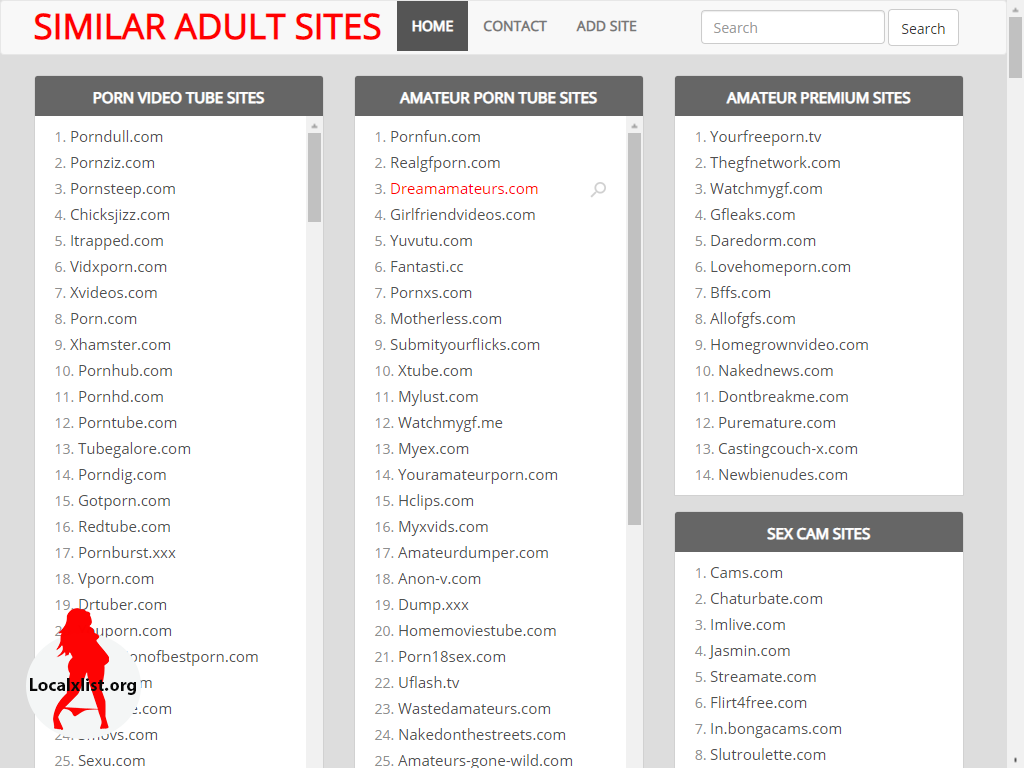 SIMILAR ADULT SITES
HOME
CONTACT
ADD SITE
Search
Search
PORN VIDEO TUBE SITES
1. Porndull.com
2. Pornziz.com
3. Pornsteep.com
4. Chicksjizz.com
5. Itrapped.com
6. Vidxporn.com
7. Xvideos.com
8. Porn.com
9. Xhamster.com
10. Pornhub.com
11. Pornhd.com
12. Porntube.com
13. Tubegalore.com
14. Porndig.com
15. Gotporn.com
16. Redtube.com
17. Pornburst.xxx
18. Vporn.com
19. Drtuber.com
onofbestporn.com
25. Sexu.com
AMATEUR PORN TUBE SITES
1. Pornfun.com
2. Realgfporn.com
3. Dreamamateurs.com
4. Girlfriendvideos.com
5. Yuvutu.com
6. Fantasti.cc
7. Pornxs.com
8. Motherless.com
9. Submityourflicks.com
10. Xtube.com
11. Mylust.com
12. Watchmygf.me
13. Myex.com
14. Youramateurporn.com
15. Hclips.com
16. Myxvids.com
17. Amateurdumper.com
18. Anon-v.com
19. Dump.xxx
20. Homemoviestube.com
21. Porn18sex.com
22. Uflash.tv
23. Wastedamateurs.com
24. Nakedonthestreets.com
25. Amateurs-gone-wild.com
AMATEUR PREMIUM SITES
1. Yourfreeporn.tv
2. Thegfnetwork.com
3. Watchmygf.com
4. Gfleaks.com
5. Daredorm.com
6. Lovehomeporn.com
7. Bffs.com
8. Allofgfs.com
9. Homegrownvideo.com
10. Nakednews.com
11. Dontbreakme.com
12. Puremature.com
13. Castingcouch-x.com
14. Newbienudes.com
SEX CAM SITES
1. Cams.com
2. Chaturbate.com
3. Imlive.com
4. Jasmin.com
5. Streamate.com
6. Flirt4free.com
7. In.bongacams.com
8. Slutroulette.com
Localxlist.org